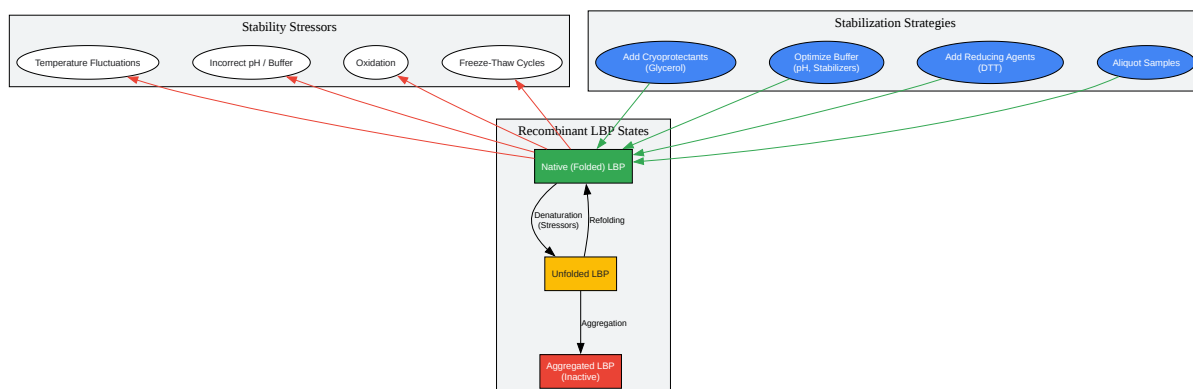 Stability Stressors
Temperature Fluctuations
Incorrect pH / Buffer
Oxidation
Freeze-Thaw Cycles
Stabilization Strategies
Add Cryoprotectants
(Glycerol)
Optimize Buffer
(pH, Stabilizers)
Add Reducing Agents
(DTT)
Aliquot Samples
Recombinant LBP States
Native (Folded) LBP
Denaturation
(Stressors)
Refolding
Unfolded LBP
Aggregation
Aggregated LBP
(Inactive)